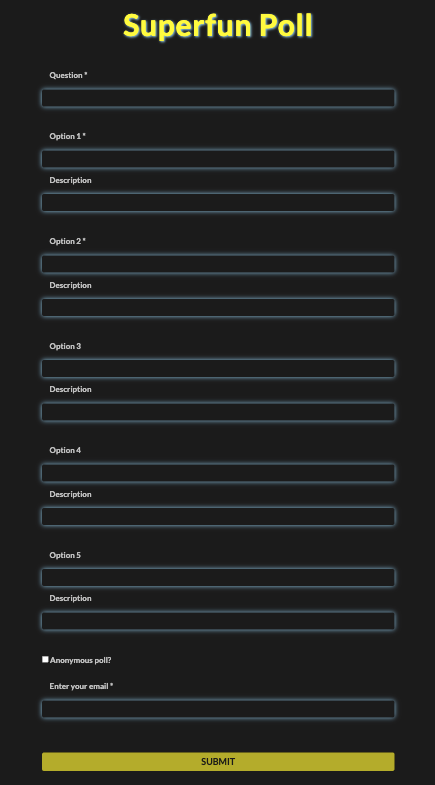 Superfun Poll
Question *
Option 1 *
Description
Option 2 *
Description
Option 3
Description
Option 4
Description
Option 5
Description
Anonymous poll?
Enter your email *
SUBMIT